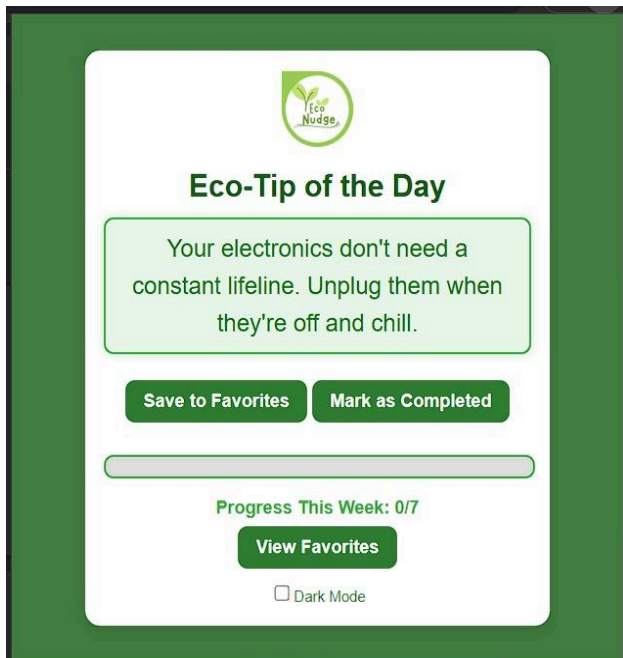 Eco
Nudge
Eco-Tip of the Day
Your electronics don't need a
constant lifeline. Unplug them when
they're off and chill.
Save to Favorites Mark as Completed
Progress This Week: 0/7
View Favorites
Dark Mode